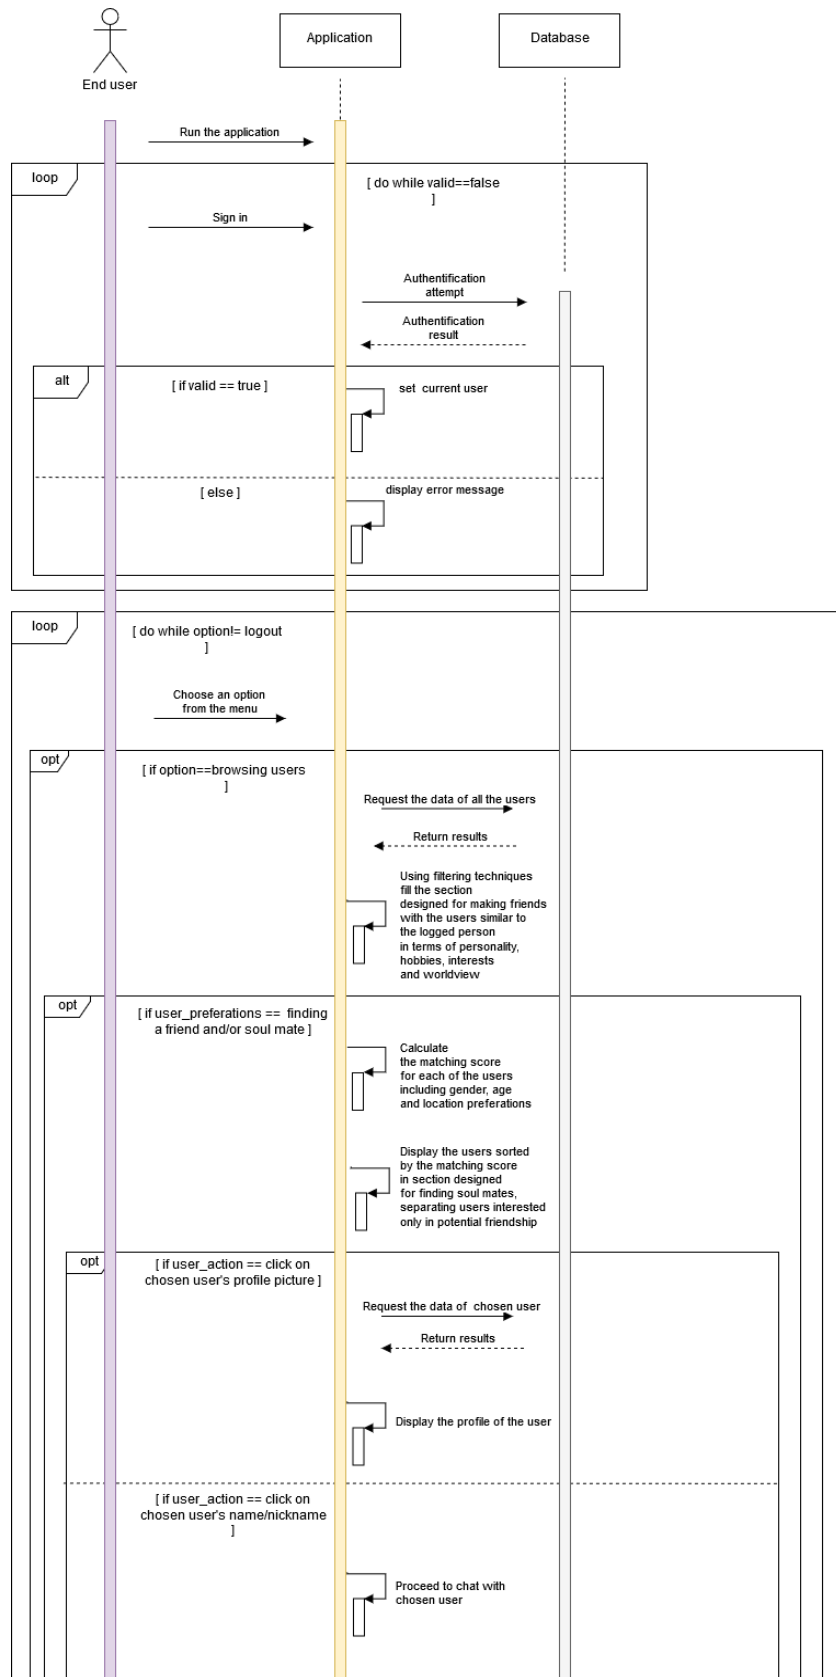 End user
Application
Database
Run the application
loop
[ do while valid==false
]
Sign in
Authentification
attempt
Authentification
result
alt
[ if valid == true ]
set current user
[ else ]
display error message
loop
[ do while option!= logout
]
Choose an option
from the menu
opt
[ if option==browsing users
]
Request the data of all the users
Return results
Using filtering techniques
fill the section
designed for making friends
with the users similar to
the logged person
in terms of personality,
hobbies, interests
and worldview
opt
[ if user_preferations == finding
a friend and/or soul mate ]
Calculate
the matching score
for each of the users
including gender, age
and location preferations
Display the users sorted
by the matching score
in section designed
for finding soul mates,
separating users interested
only in potential friendship
opt
[ if user_action == click on
chosen user's profile picture ]
Request the data of chosen user
Return results
Display the profile of the user
[ if user_action == click on
chosen user's name/nickname
]
Proceed to chat with
chosen user